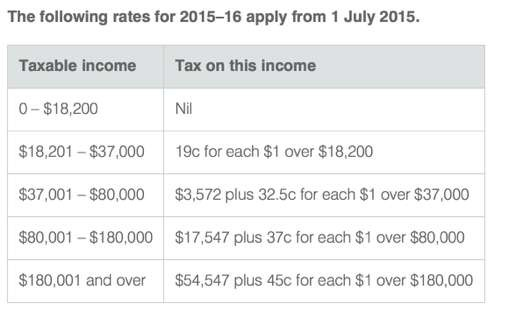 The following rates for 2015–16 apply from 1 July 2015.
Taxable income Tax on this income
0 – $18,200 Nil
$18,201 – $37,000 19c for each $1 over $18,200
$37,001 – $80,000 $3,572 plus 32.5c for each $1 over $37,000
$80,001 – $180,000 $17,547 plus 37c for each $1 over $80,000
$180,001 and over $54,547 plus 45c for each $1 over $180,000